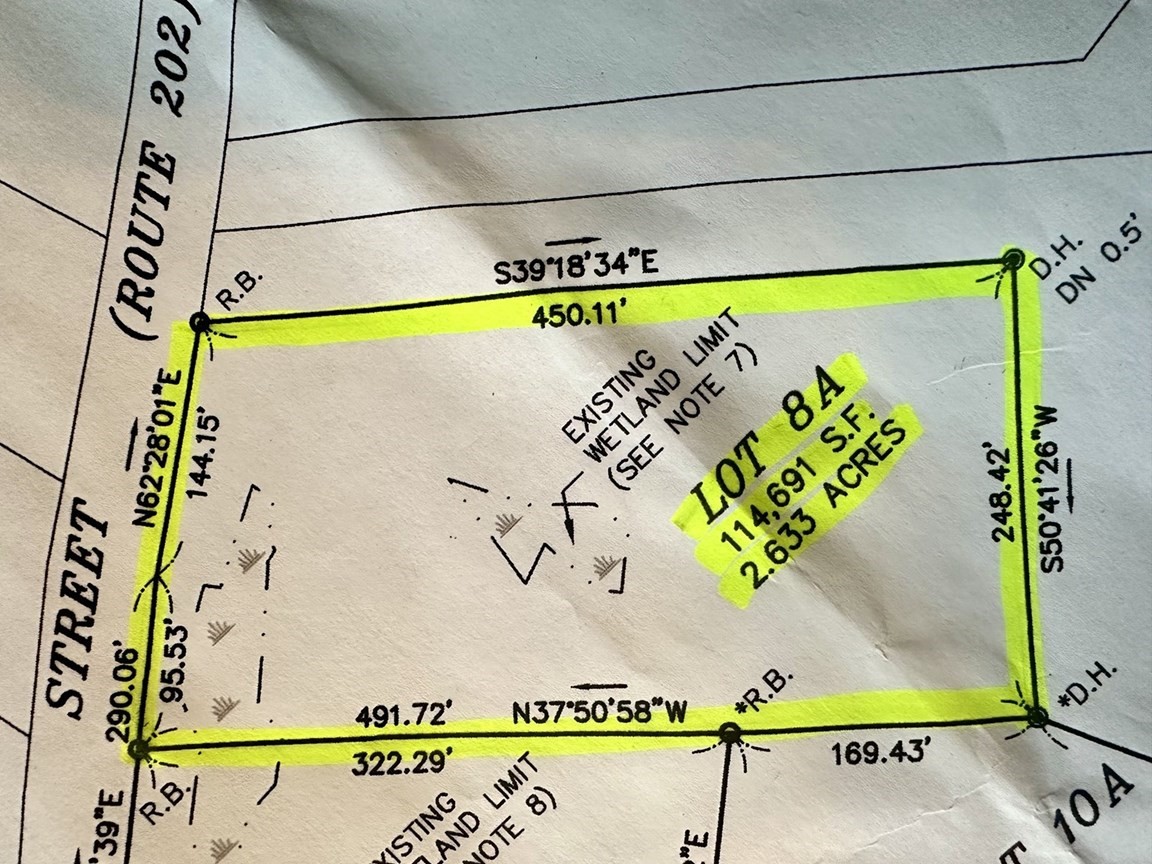 STREET (ROUTE 202)
R.B.
S39°18'34"E
450.11'
D.H.
DN 0.5'
N62°28'01"E
144.15'
EXISTING
WETLAND LIMIT
(SEE NOTE 7)
LOT 8A
114,691 S.F.
2.633 ACRES
248.42'
S50°41'26"W
290.06'
95.53'
491.72'
N37°50'58"W
*R.B.
*D.H.
322.29'
169.43'
R.B.
'39"E
XISTING
LAND LIMIT
NOTE 8)
"E
T 10A